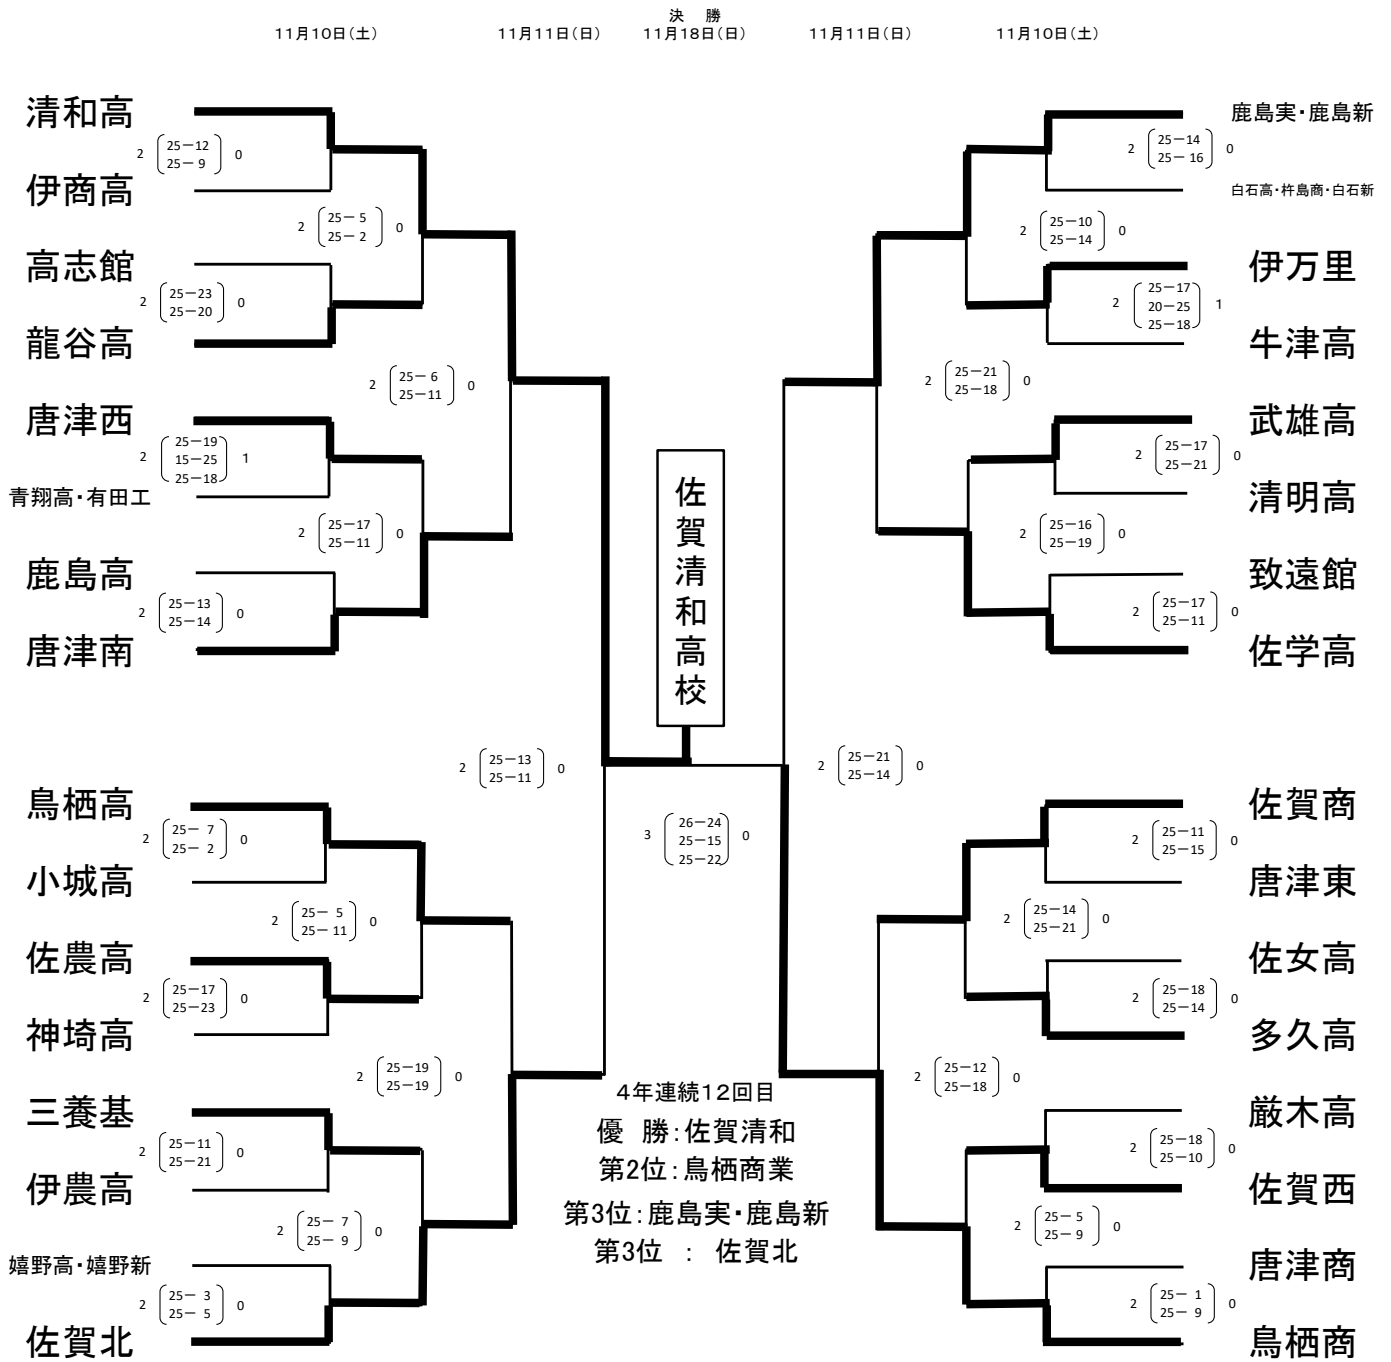 決　勝
11月10日(土)
11月11日(日)
11月18日(日)
11月11日(日)
11月10日(土)
清和高
2 25－12 0
25－ 9
伊商高
2 25－ 5 0
25－ 2
高志館
2 25－23 0
25－20
龍谷高
2 25－ 6 0
25－11
唐津西
2 25－19 1
15－25
25－18
青翔高・有田工
2 25－17 0
25－11
鹿島高
2 25－13 0
25－14
唐津南
2 25－13 0
25－11
鳥栖高
2 25－ 7 0
25－ 2
小城高
2 25－ 5 0
25－ 11
佐農高
2 25－17 0
25－23
神埼高
2 25－19 0
25－19
三養基
2 25－11 0
25－21
伊農高
2 25－ 7 0
25－ 9
嬉野高・嬉野新
2 25－ 3 0
25－ 5
佐賀北
佐賀清和高校
3 26－24 0
25－15
25－22
4年連続12回目
優　勝：佐賀清和
第2位：鳥栖商業
第3位：鹿島実・鹿島新
第3位　：　佐賀北
鹿島実・鹿島新
2 25－14 0
25－ 16
白石高・杵島商・白石新
2 25－10 0
25－14
伊万里
2 25－17 1
20－25
25－18
牛津高
2 25－21 0
25－18
武雄高
2 25－17 0
25－21
清明高
2 25－16 0
25－19
致遠館
2 25－17 0
25－11
佐学高
2 25－21 0
25－14
佐賀商
2 25－11 0
25－15
唐津東
2 25－14 0
25－21
佐女高
2 25－18 0
25－14
多久高
2 25－12 0
25－18
厳木高
2 25－18 0
25－10
佐賀西
2 25－ 5 0
25－ 9
唐津商
2 25－ 1 0
25－ 9
鳥栖商